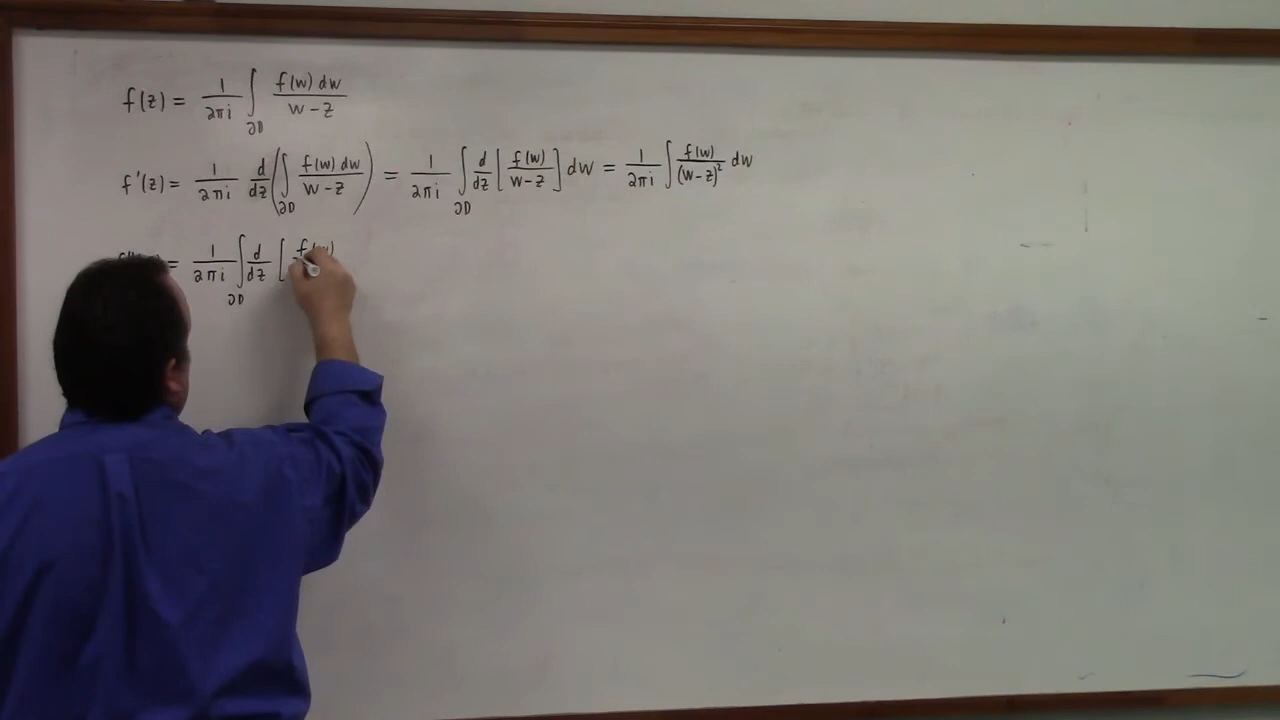 f(z) = 1/2πi ∫_∂D f(w) dw / w − z
f'(z) = 1/2πi d/dz ( ∫_∂D f(w) dw / w − z ) = 1/2πi ∫_∂D d/dz [ f(w) / w − z ] dw = 1/2πi ∫ f(w) / (w − z)² dw
= 1/2πi ∫_∂D d/dz [ f(w)